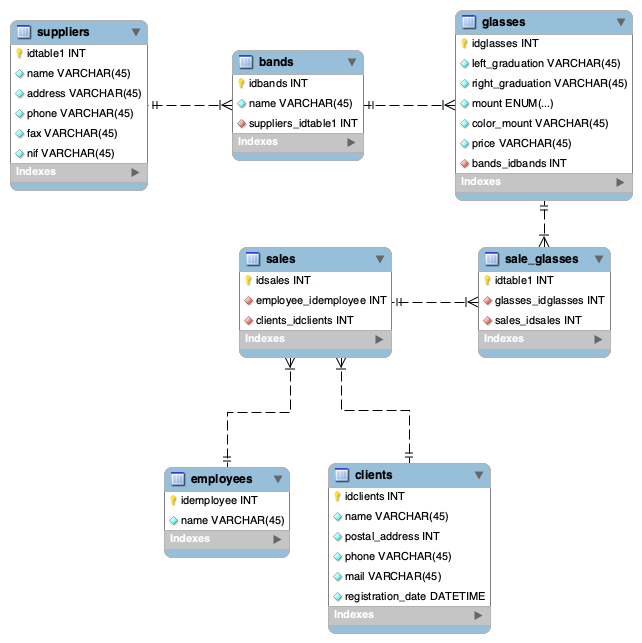 suppliers
idtable1 INT
name VARCHAR(45)
address VARCHAR(45)
phone VARCHAR(45)
fax VARCHAR(45)
nif VARCHAR(45)
Indexes
bands
idbands INT
name VARCHAR(45)
suppliers_idtable1 INT
Indexes
glasses
idglasses INT
left_graduation VARCHAR(45)
right_graduation VARCHAR(45)
mount ENUM(...)
color_mount VARCHAR(45)
price VARCHAR(45)
bands_idbands INT
Indexes
sales
idsales INT
employee_idemployee INT
clients_idclients INT
Indexes
sale_glasses
idtable1 INT
glasses_idglasses INT
sales_idsales INT
Indexes
employees
idemployee INT
name VARCHAR(45)
Indexes
clients
idclients INT
name VARCHAR(45)
postal_address INT
phone VARCHAR(45)
mail VARCHAR(45)
registration_date DATETIME
Indexes